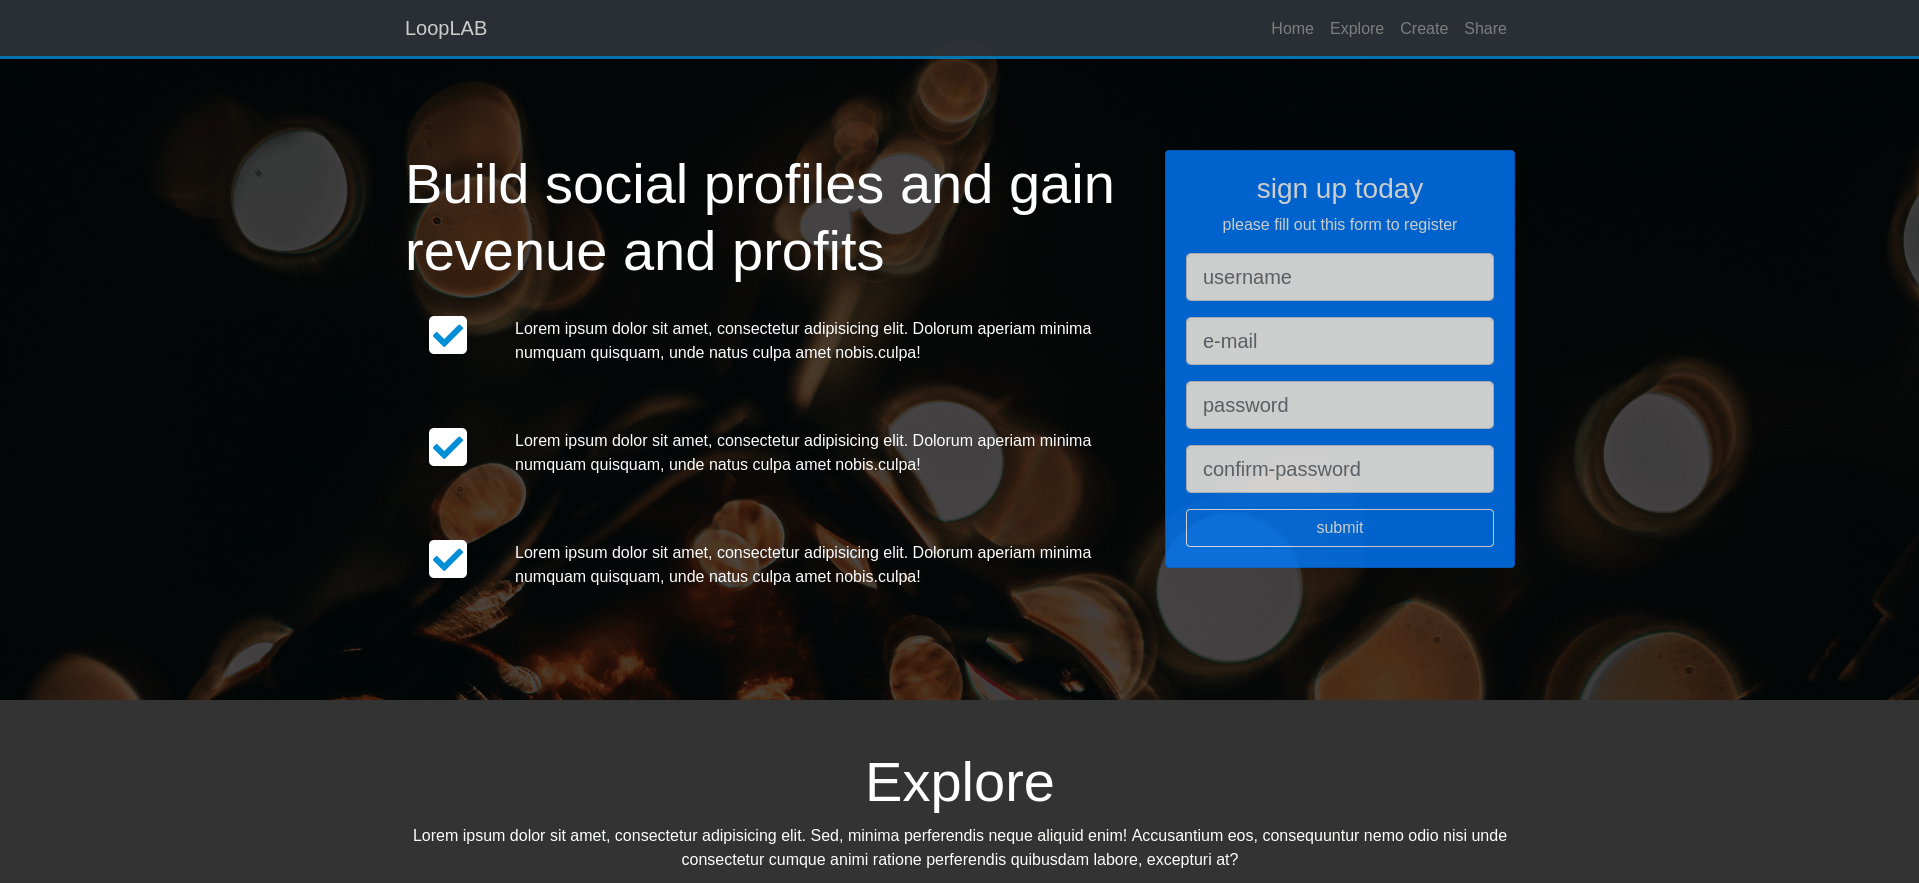 LoopLAB
Home Explore Create Share
Build social profiles and gain
revenue and profits
Lorem ipsum dolor sit amet, consectetur adipisicing elit. Dolorum aperiam minima
numquam quisquam, unde natus culpa amet nobis.culpa!
Lorem ipsum dolor sit amet, consectetur adipisicing elit. Dolorum aperiam minima
numquam quisquam, unde natus culpa amet nobis.culpa!
Lorem ipsum dolor sit amet, consectetur adipisicing elit. Dolorum aperiam minima
numquam quisquam, unde natus culpa amet nobis.culpa!
sign up today
please fill out this form to register
username
e-mail
password
confirm-password
submit
Explore
Lorem ipsum dolor sit amet, consectetur adipisicing elit. Sed, minima perferendis neque aliquid enim! Accusantium eos, consequuntur nemo odio nisi unde
consectetur cumque animi ratione perferendis quibusdam labore, excepturi at?